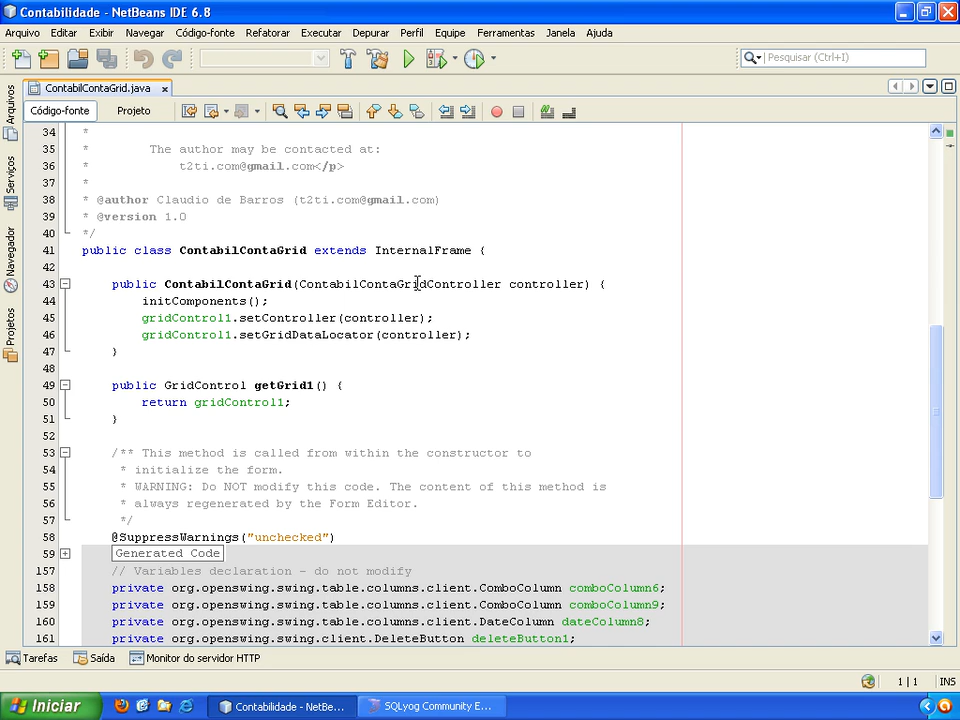 Contabilidade - NetBeans IDE 6.8
Arquivo Editar Exibir Navegar Código-fonte Refatorar Executar Depurar Perfil Equipe Ferramentas Janela Ajuda
Pesquisar (Ctrl+I)
ContabilContaGrid.java
Código-fonte Projeto
Arquivos
Serviços
Navegador
Projetos
34 *
35 * The author may be contacted at:
36 * t2ti.com@gmail.com</p>
37 *
38 * @author Claudio de Barros (t2ti.com@gmail.com)
39 * @version 1.0
40 */
41 public class ContabilContaGrid extends InternalFrame {
42
43 public ContabilContaGrid(ContabilContaGridController controller) {
44 initComponents();
45 gridControl1.setController(controller);
46 gridControl1.setGridDataLocator(controller);
47 }
48
49 public GridControl getGrid1() {
50 return gridControl1;
51 }
52
53 /** This method is called from within the constructor to
54 * initialize the form.
55 * WARNING: Do NOT modify this code. The content of this method is
56 * always regenerated by the Form Editor.
57 */
58 @SuppressWarnings("unchecked")
59 Generated Code
157 // Variables declaration - do not modify
158 private org.openswing.swing.table.columns.client.ComboColumn comboColumn6;
159 private org.openswing.swing.table.columns.client.ComboColumn comboColumn9;
160 private org.openswing.swing.table.columns.client.DateColumn dateColumn8;
161 private org.openswing.swing.client.DeleteButton deleteButton1;
Tarefas Saída Monitor do servidor HTTP
1 | 1 INS
Iniciar Contabilidade - NetBe... SQLyog Community E...